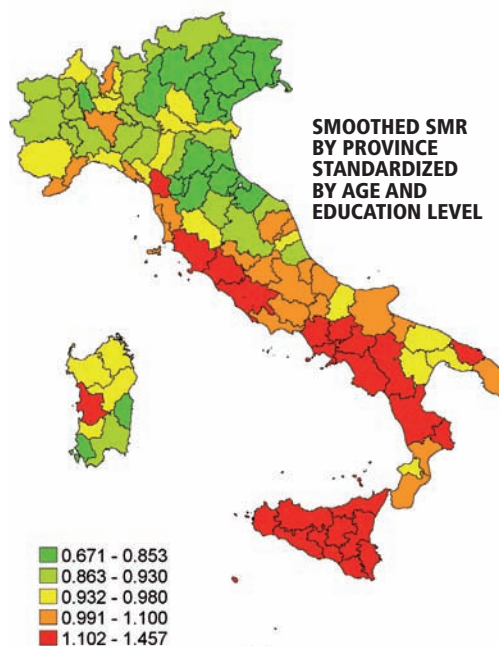 SMOOTHED SMR
BY PROVINCE
STANDARDIZED
BY AGE AND
EDUCATION LEVEL
0.671 - 0.853
0.863 - 0.930
0.932 - 0.980
0.991 - 1.100
1.102 - 1.457